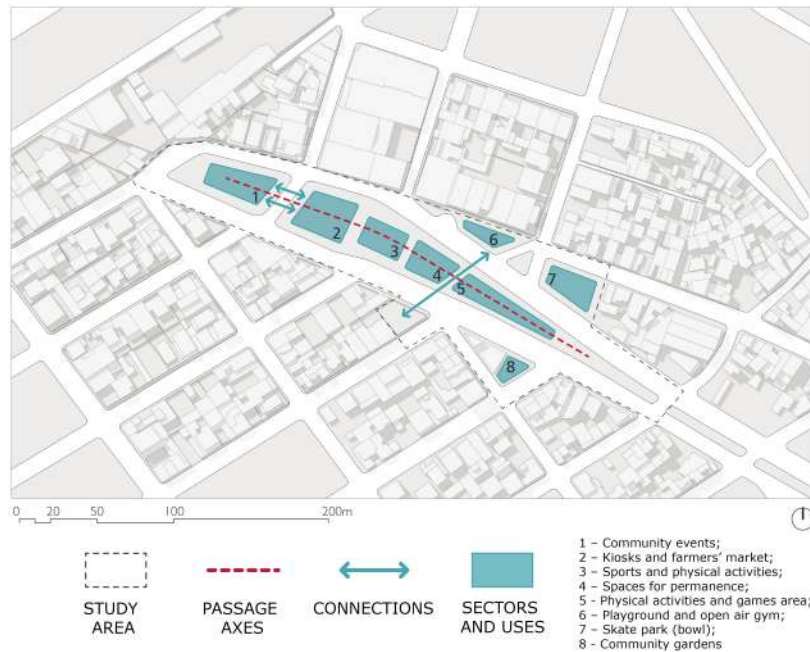 1
2
3
4
5
6
7
8
0 20 50 100 200m
STUDY
AREA
PASSAGE
AXES
CONNECTIONS
SECTORS
AND USES
1 – Community events;
2 – Kiosks and farmers' market;
3 – Sports and physical activities;
4 – Spaces for permanence;
5 – Physical activities and games area;
6 – Playground and open air gym;
7 – Skate park (bowl);
8 – Community gardens